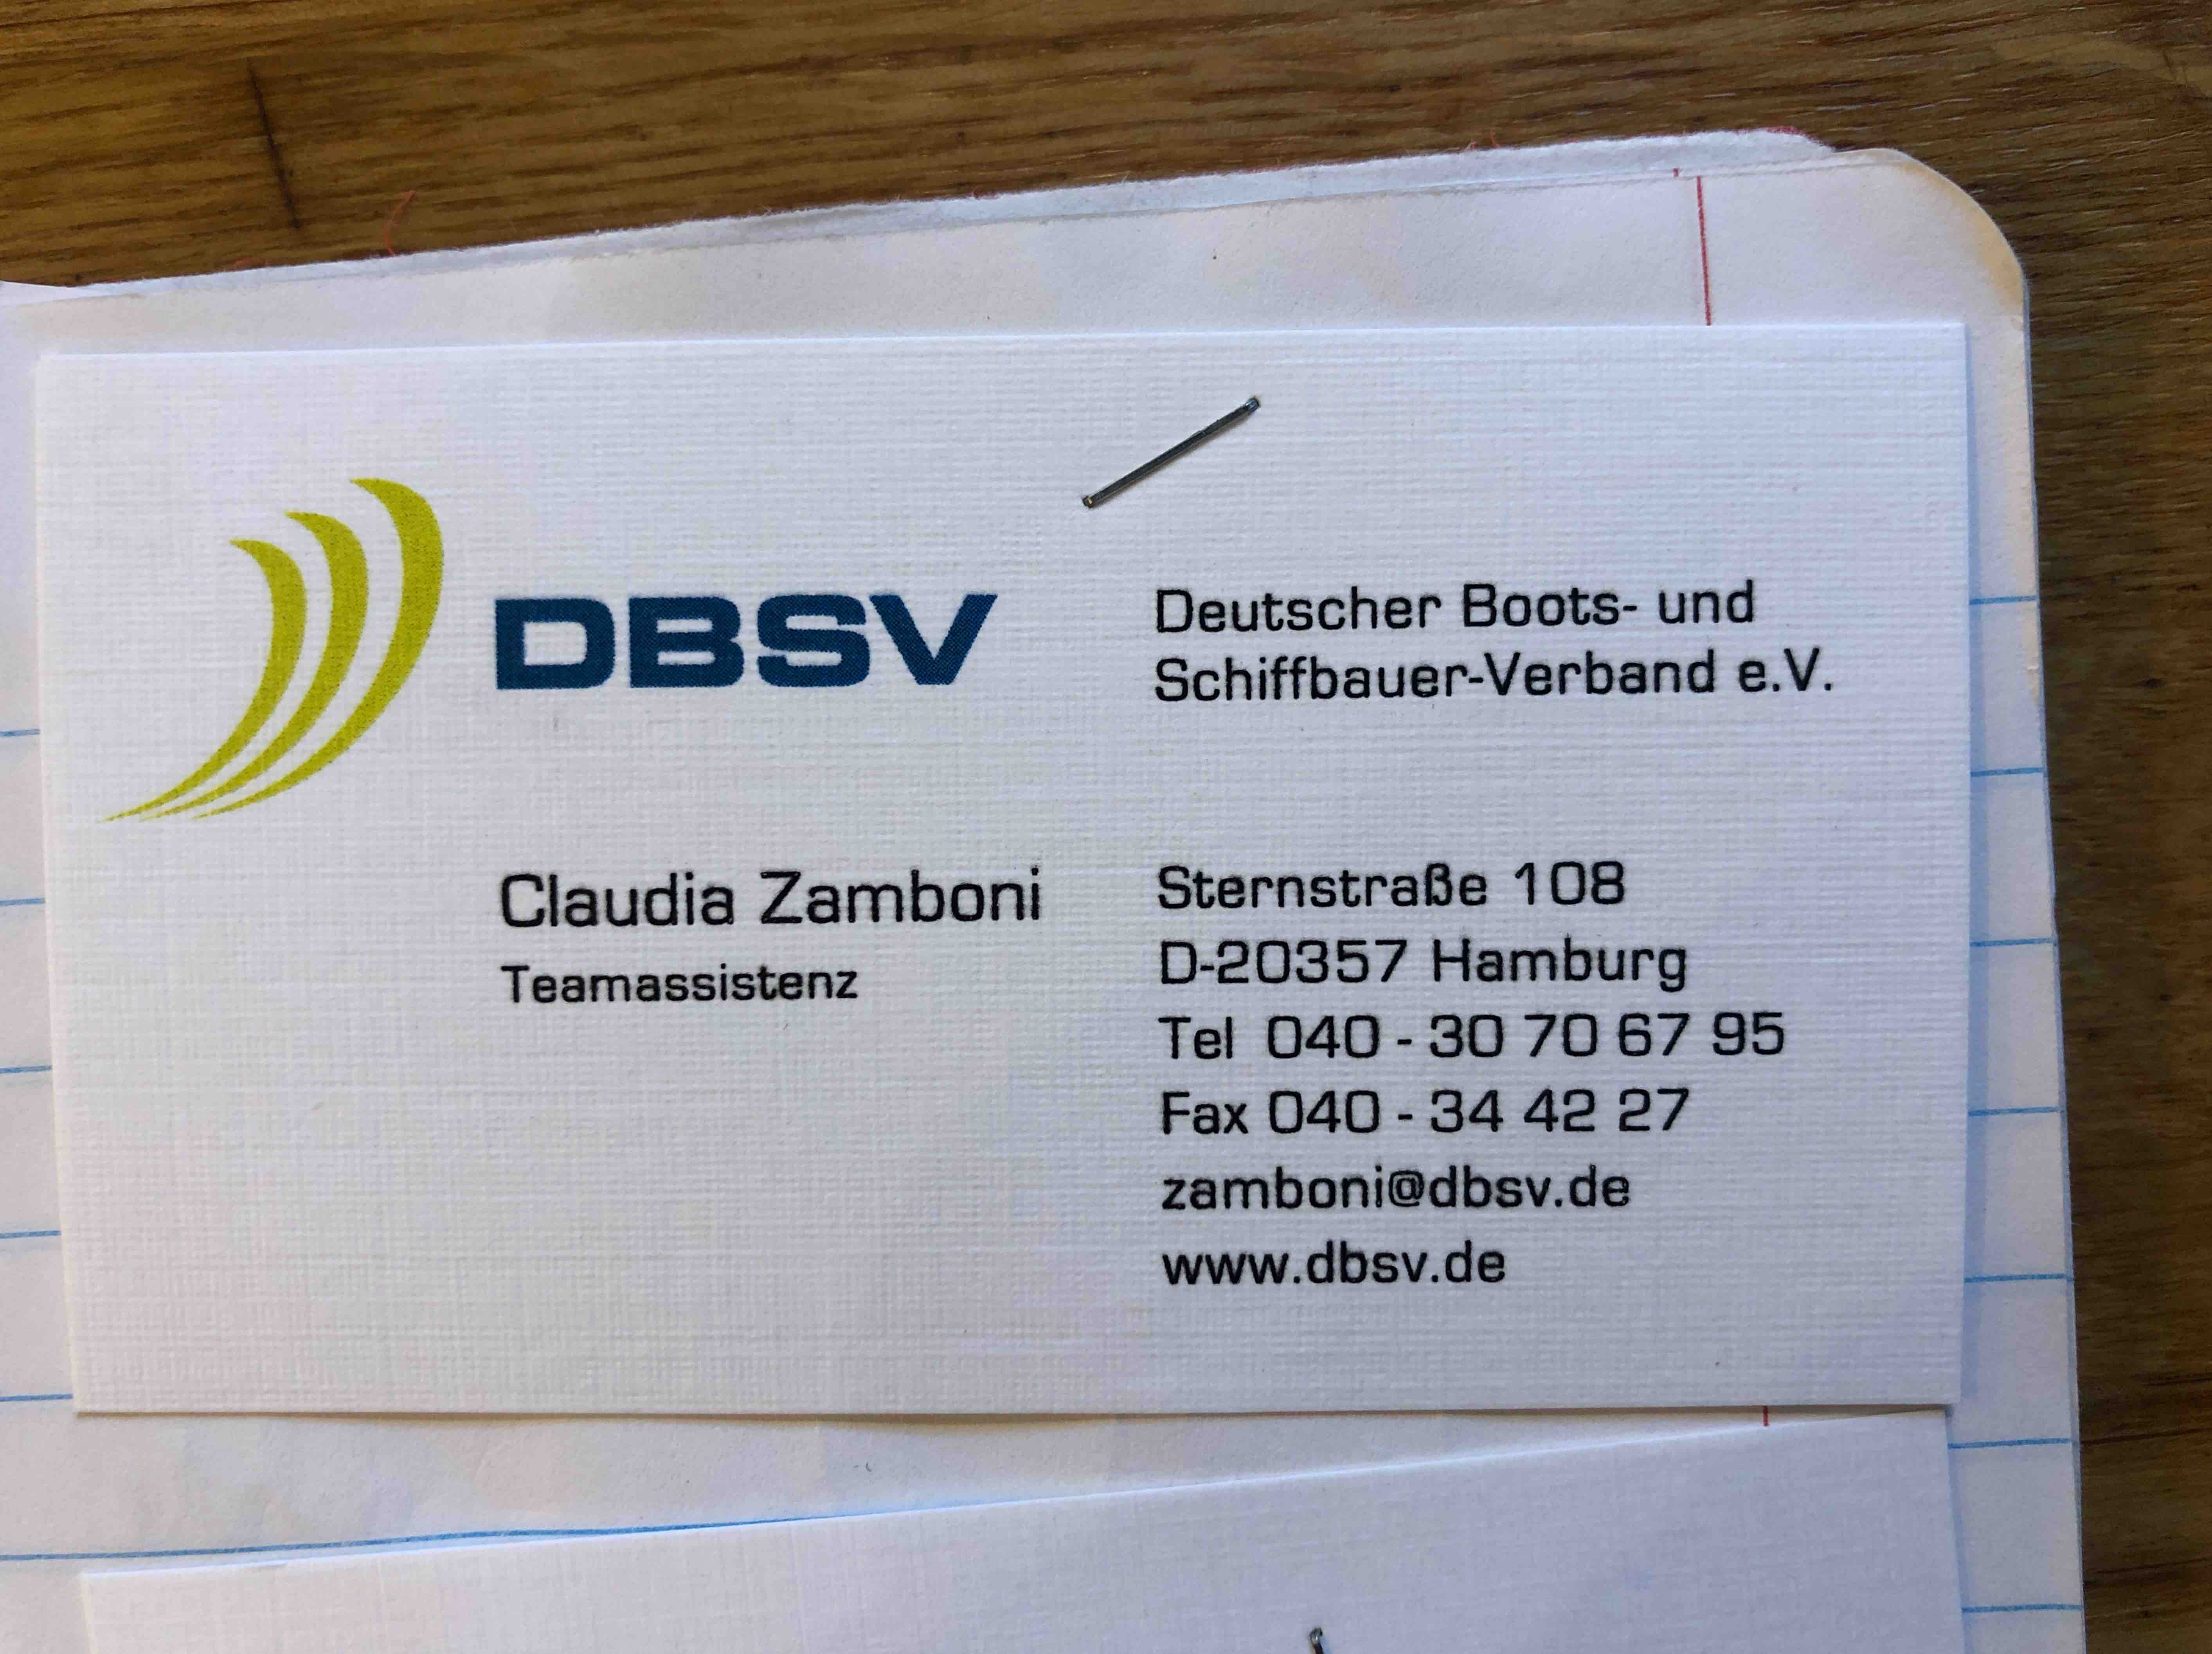 DBSV
Deutscher Boots- und
Schiffbauer-Verband e.V.
Claudia Zamboni
Teamassistenz
Sternstraße 108
D-20357 Hamburg
Tel 040 - 30 70 67 95
Fax 040 - 34 42 27
zamboni@dbsv.de
www.dbsv.de